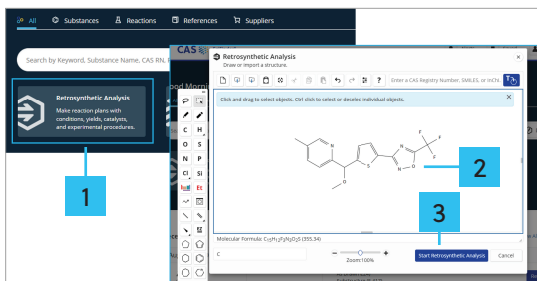 All
Substances
Reactions
References
Suppliers
Search by Keyword, Substance Name, CAS RN,
Retrosynthetic Analysis
Make reaction plans with
conditions, yields, catalysts,
and experimental procedures.
1
CAS
Retrosynthetic Analysis
Draw or import a structure.
Enter a CAS Registry Number, SMILES, or InChI
Click and drag to select objects. Ctrl click to select or deselect individual objects.
C H
O S
N P
Cl Si
N
S
O
N
N
O
F
F
F
2
3
Molecular Formula: C₁₅H₁₂F₃N₃O₂S (355.34)
C
Zoom:100%
Start Retrosynthetic Analysis
Cancel